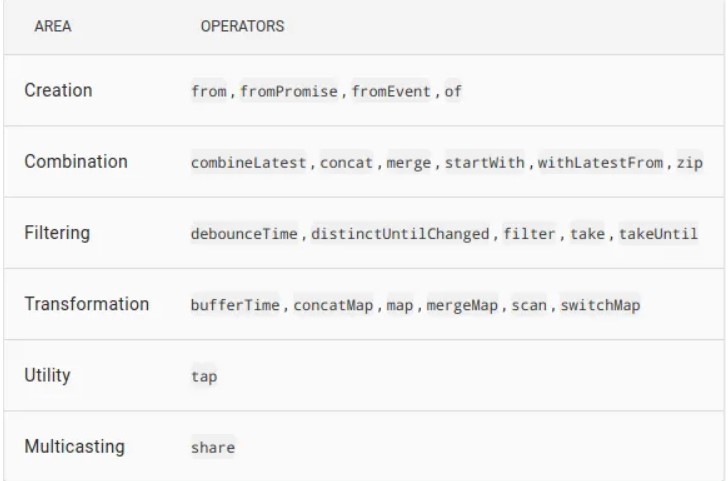 AREA OPERATORS
Creation from, fromPromise, fromEvent, of
Combination combineLatest, concat, merge, startWith, withLatestFrom, zip
Filtering debounceTime, distinctUntilChanged, filter, take, takeUntil
Transformation bufferTime, concatMap, map, mergeMap, scan, switchMap
Utility tap
Multicasting share